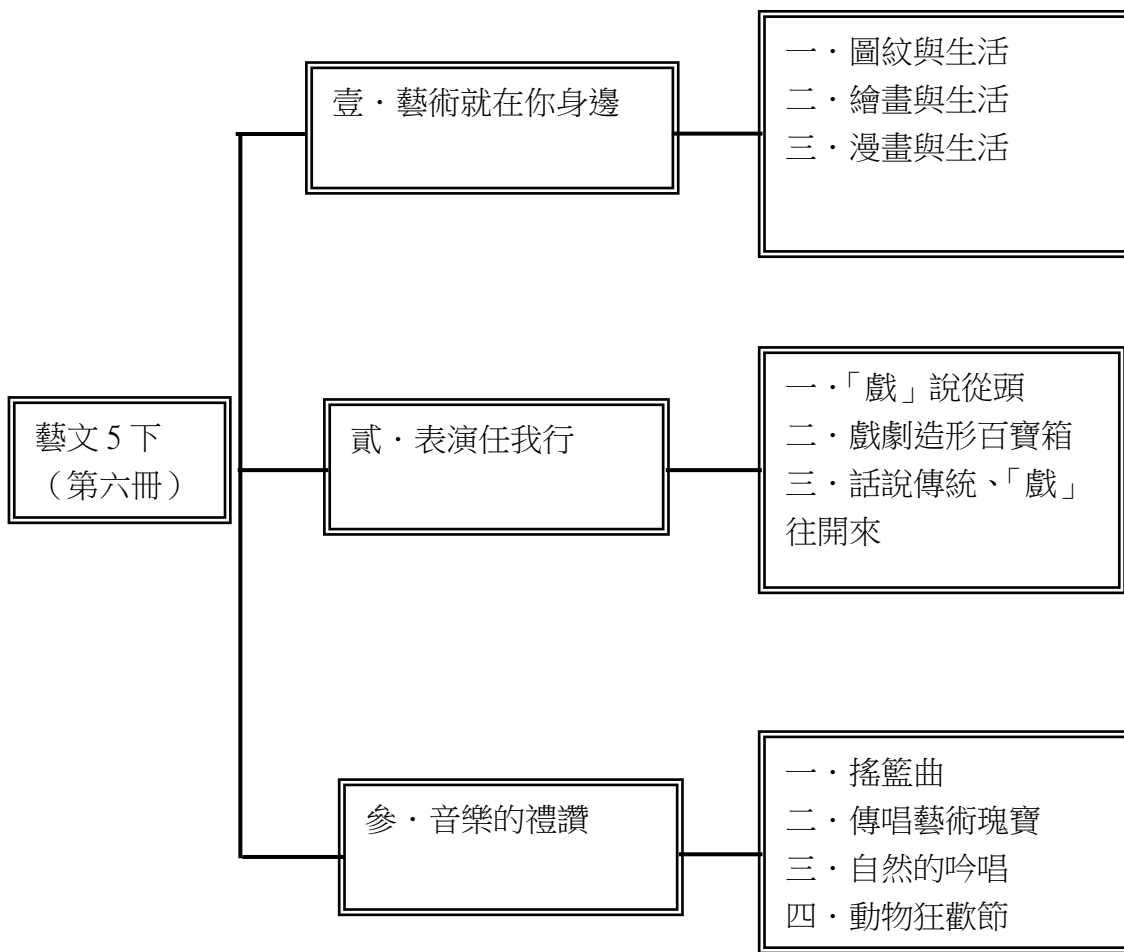 藝文 5 下
（第六冊）
壹．藝術就在你身邊
一．圖紋與生活
二．繪畫與生活
三．漫畫與生活
貳．表演任我行
一．「戲」說從頭
二．戲劇造形百寶箱
三．話說傳統、「戲」
往開來
參．音樂的禮讚
一．搖籃曲
二．傳唱藝術瑰寶
三．自然的吟唱
四．動物狂歡節